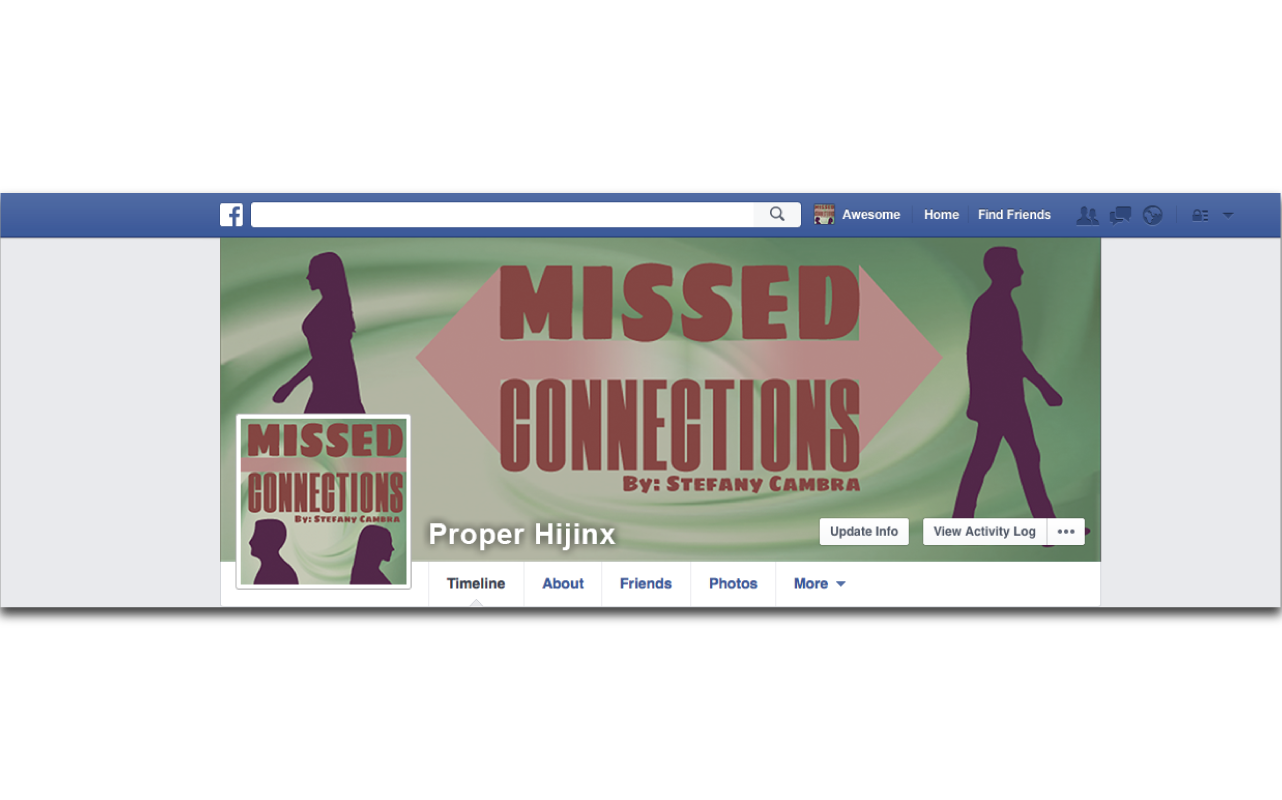 f
Awesome Home Find Friends
MISSED
CONNECTIONS
By: Stefany Cambra
MISSED
CONNECTIONS
By: Stefany Cambra
Proper Hijinx
Update Info View Activity Log
Timeline About Friends Photos More